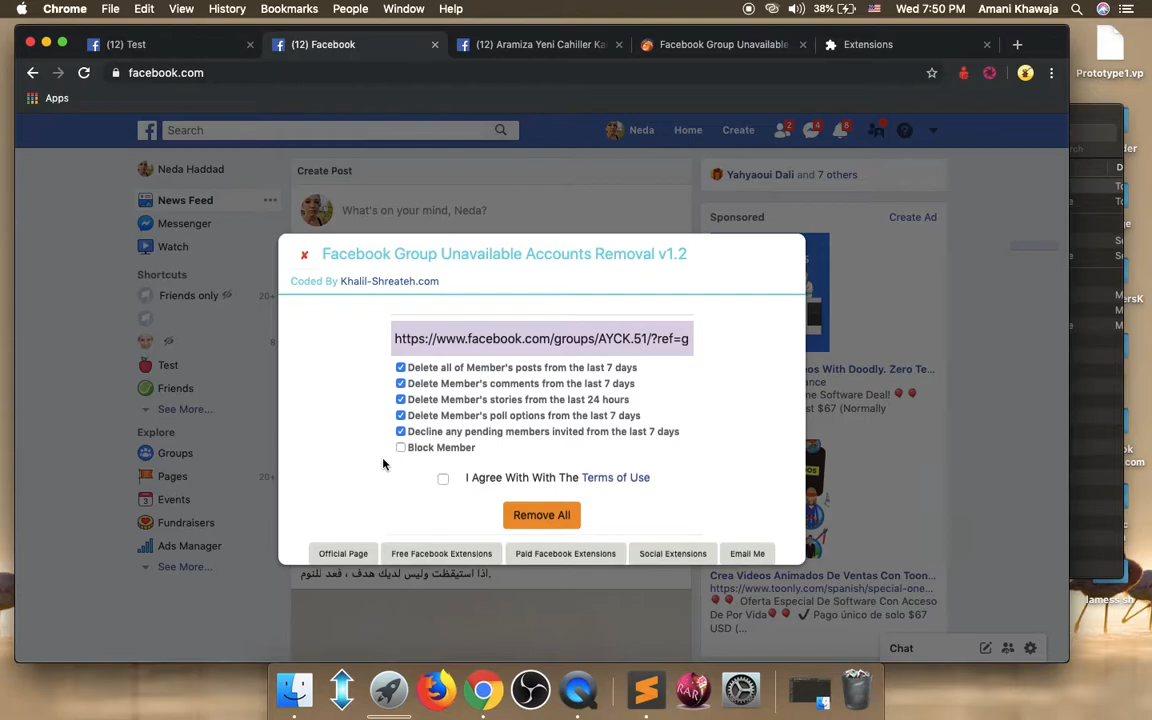 Chrome File Edit View History Bookmarks People Window Help 38% Wed 7:50 PM Amani Khawaja
(12) Test (12) Facebook (12) Aramiza Yeni Cahiller Ka Facebook Group Unavailable Extensions
Prototype1.vp
facebook.com
Apps
Search Neda Home Create 2 4 8
Neda Haddad
Create Post
Yahyaoui Dali and 7 others
News Feed
What's on your mind, Neda?
Messenger
Sponsored Create Ad
Watch
Facebook Group Unavailable Accounts Removal v1.2
Shortcuts
Coded By Khalil-Shreateh.com
Friends only 20+
https://www.facebook.com/groups/AYCK.51/?ref=g
Test
Delete all of Member's posts from the last 7 days
Friends
Delete Member's comments from the last 7 days
See More...
Delete Member's stories from the last 24 hours
Delete Member's poll options from the last 7 days
Explore
Decline any pending members invited from the last 7 days
Groups
Block Member
Pages 20+
I Agree With With The Terms of Use
Events
Remove All
Fundraisers
Ads Manager
Official Page Free Facebook Extensions Paid Facebook Extensions Social Extensions Email Me
See More...
اذا استيقظت وليس لديك هدف ، فعد للنوم.
Crea Videos Animados De Ventas Con Toon...
https://www.toonly.com/spanish/special-one...
Oferta Especial De Software Con Acceso
De Por Vida Pago único de solo $67
USD (...
Chat